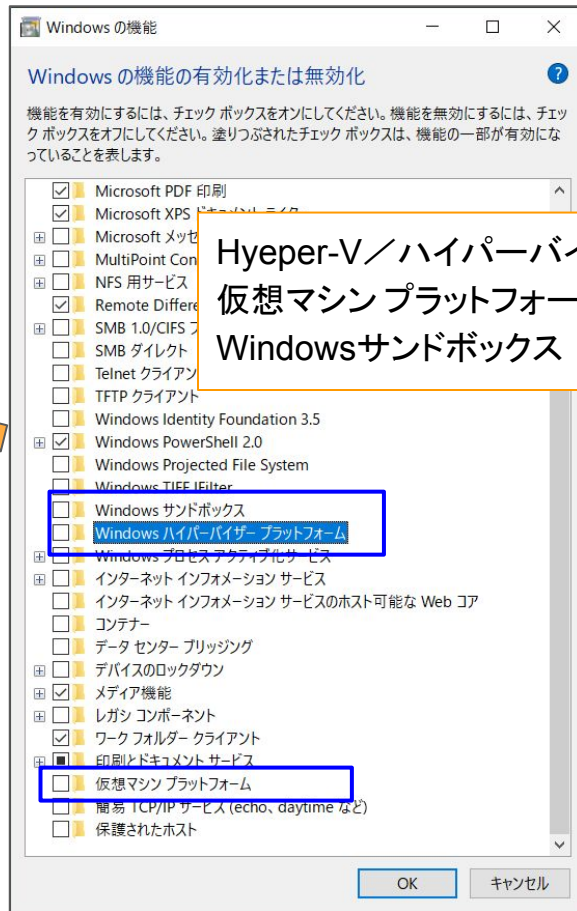 Windows の機能
Windows の機能の有効化または無効化
機能を有効にするには、チェック ボックスをオンにしてください。機能を無効にするには、チェッ
ク ボックスをオフにしてください。塗りつぶされたチェック ボックスは、機能の一部が有効にな
っていることを表します。
Microsoft PDF 印刷
Microsoft XPS
Microsoft メッセ
MultiPoint Con
NFS 用サービス
Remote Differe
SMB 1.0/CIFS
SMB ダイレクト
Telnet クライアン
TFTP クライアント
Hyeper-V／ハイパーバイ
仮想マシン プラットフォー
Windowsサンドボックス
Windows Identity Foundation 3.5
Windows PowerShell 2.0
Windows Projected File System
Windows TIFF IFilter
Windows サンドボックス
Windows ハイパーバイザー プラットフォーム
Windows プロセス アクティブ化サービス
インターネット インフォメーション サービス
インターネット インフォメーション サービスのホスト可能な Web コア
コンテナー
データ センター ブリッジング
デバイスのロックダウン
メディア機能
レガシ コンポーネント
ワーク フォルダー クライアント
印刷とドキュメント サービス
仮想マシン プラットフォーム
簡易 TCP/IP サービス (echo、daytime など)
保護されたホスト
OK キャンセル